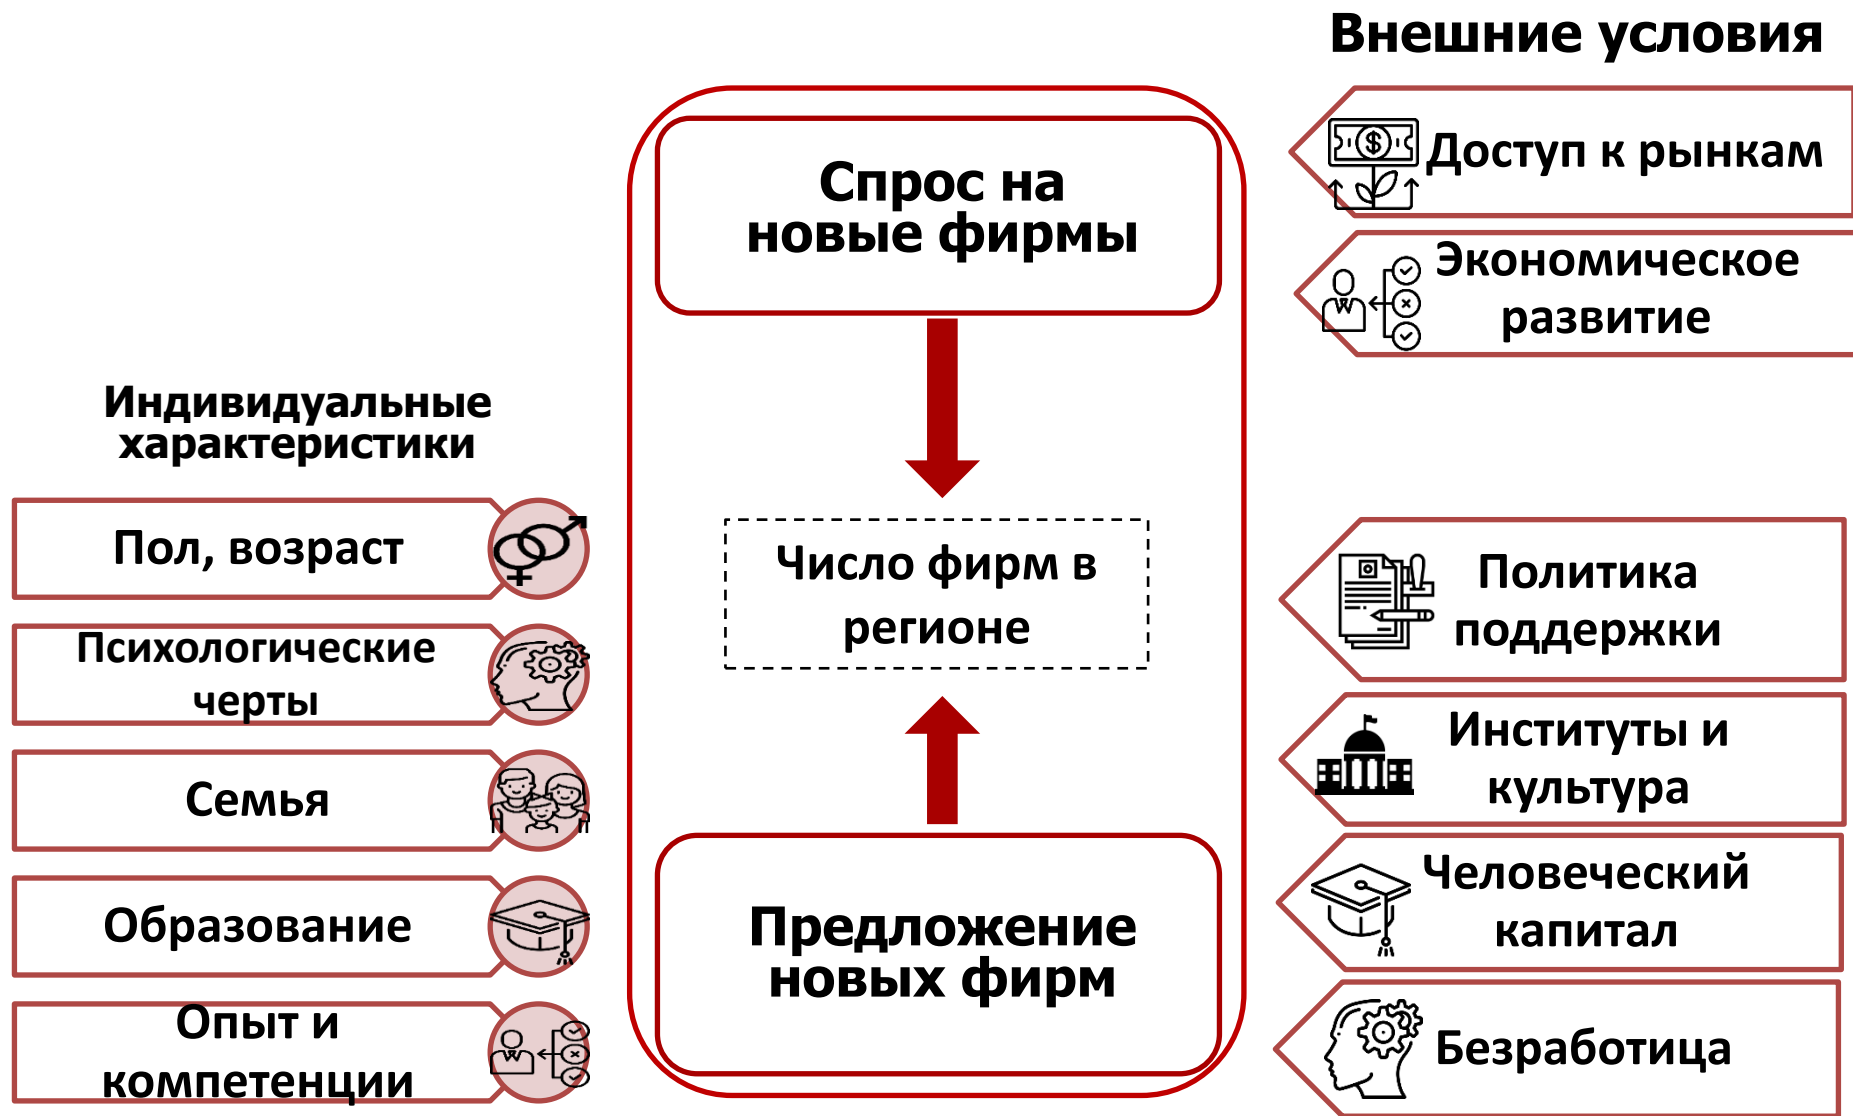 Внешние условия
Спрос на
новые фирмы
Доступ к рынкам
Экономическое
развитие
Индивидуальные
характеристики
Пол, возраст
Психологические
черты
Семья
Образование
Опыт и
компетенции
Число фирм в
регионе
Предложение
новых фирм
Политика
поддержки
Институты и
культура
Человеческий
капитал
Безработица